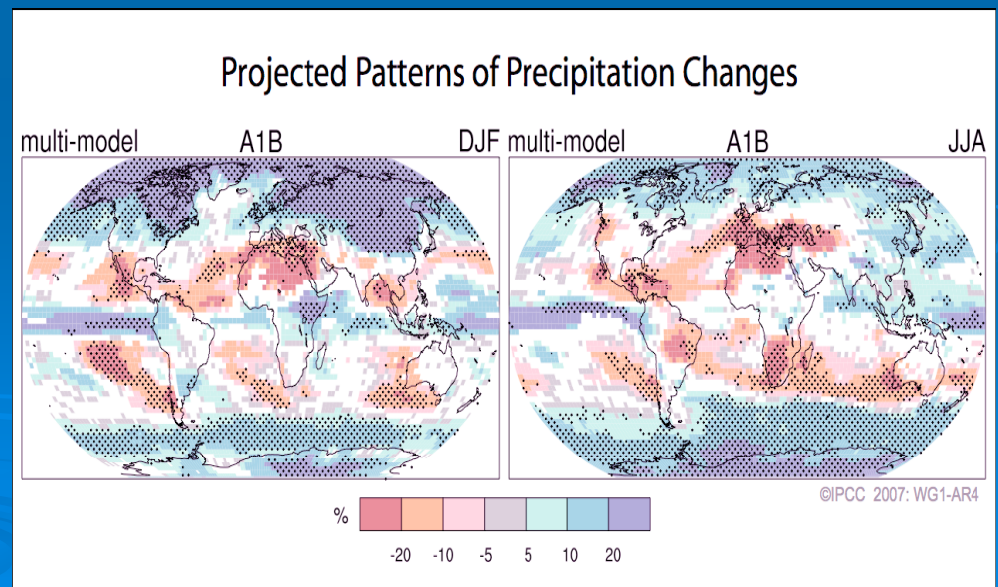 Projected Patterns of Precipitation Changes
multi-model A1B DJF multi-model A1B JJA
©IPCC 2007: WG1-AR4
%
-20 -10 -5 5 10 20